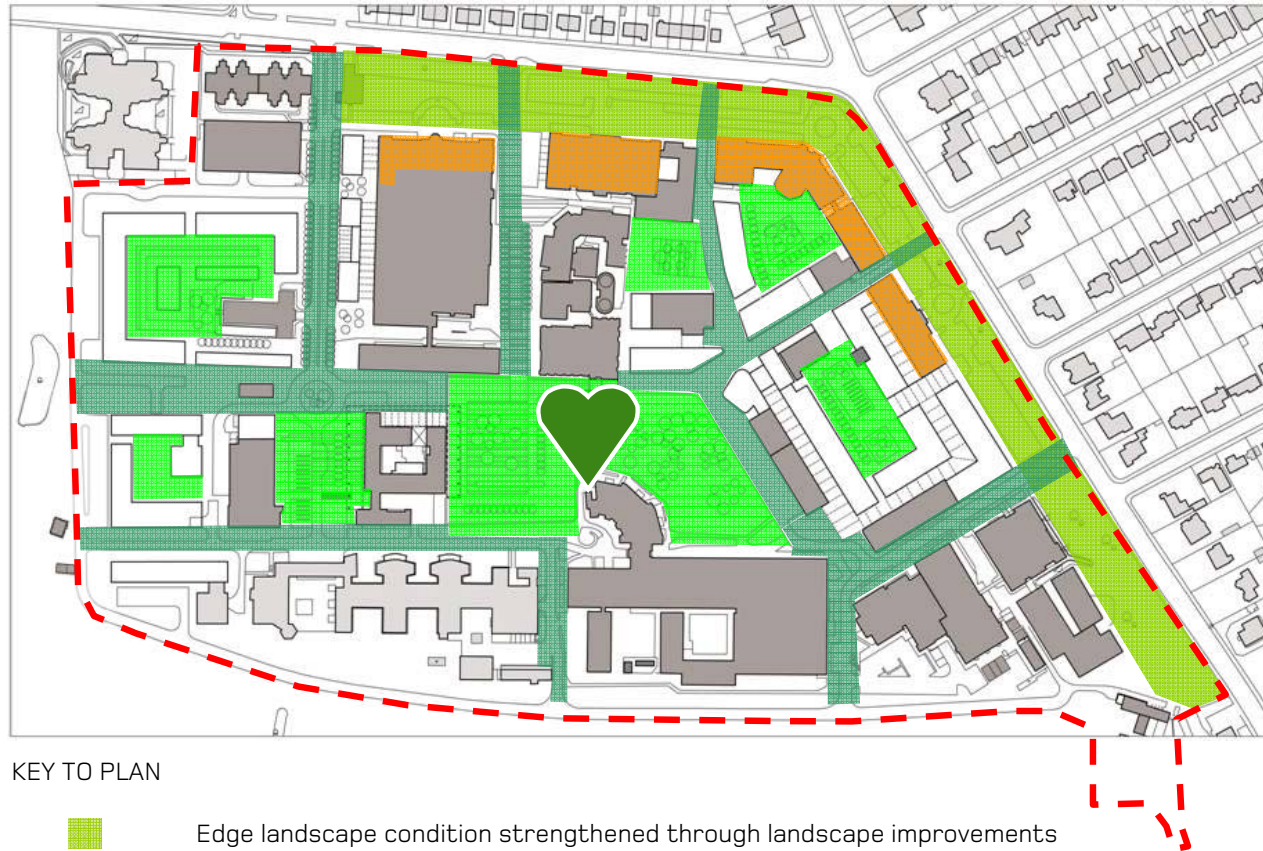 KEY TO PLAN
Edge landscape condition strengthened through landscape improvements